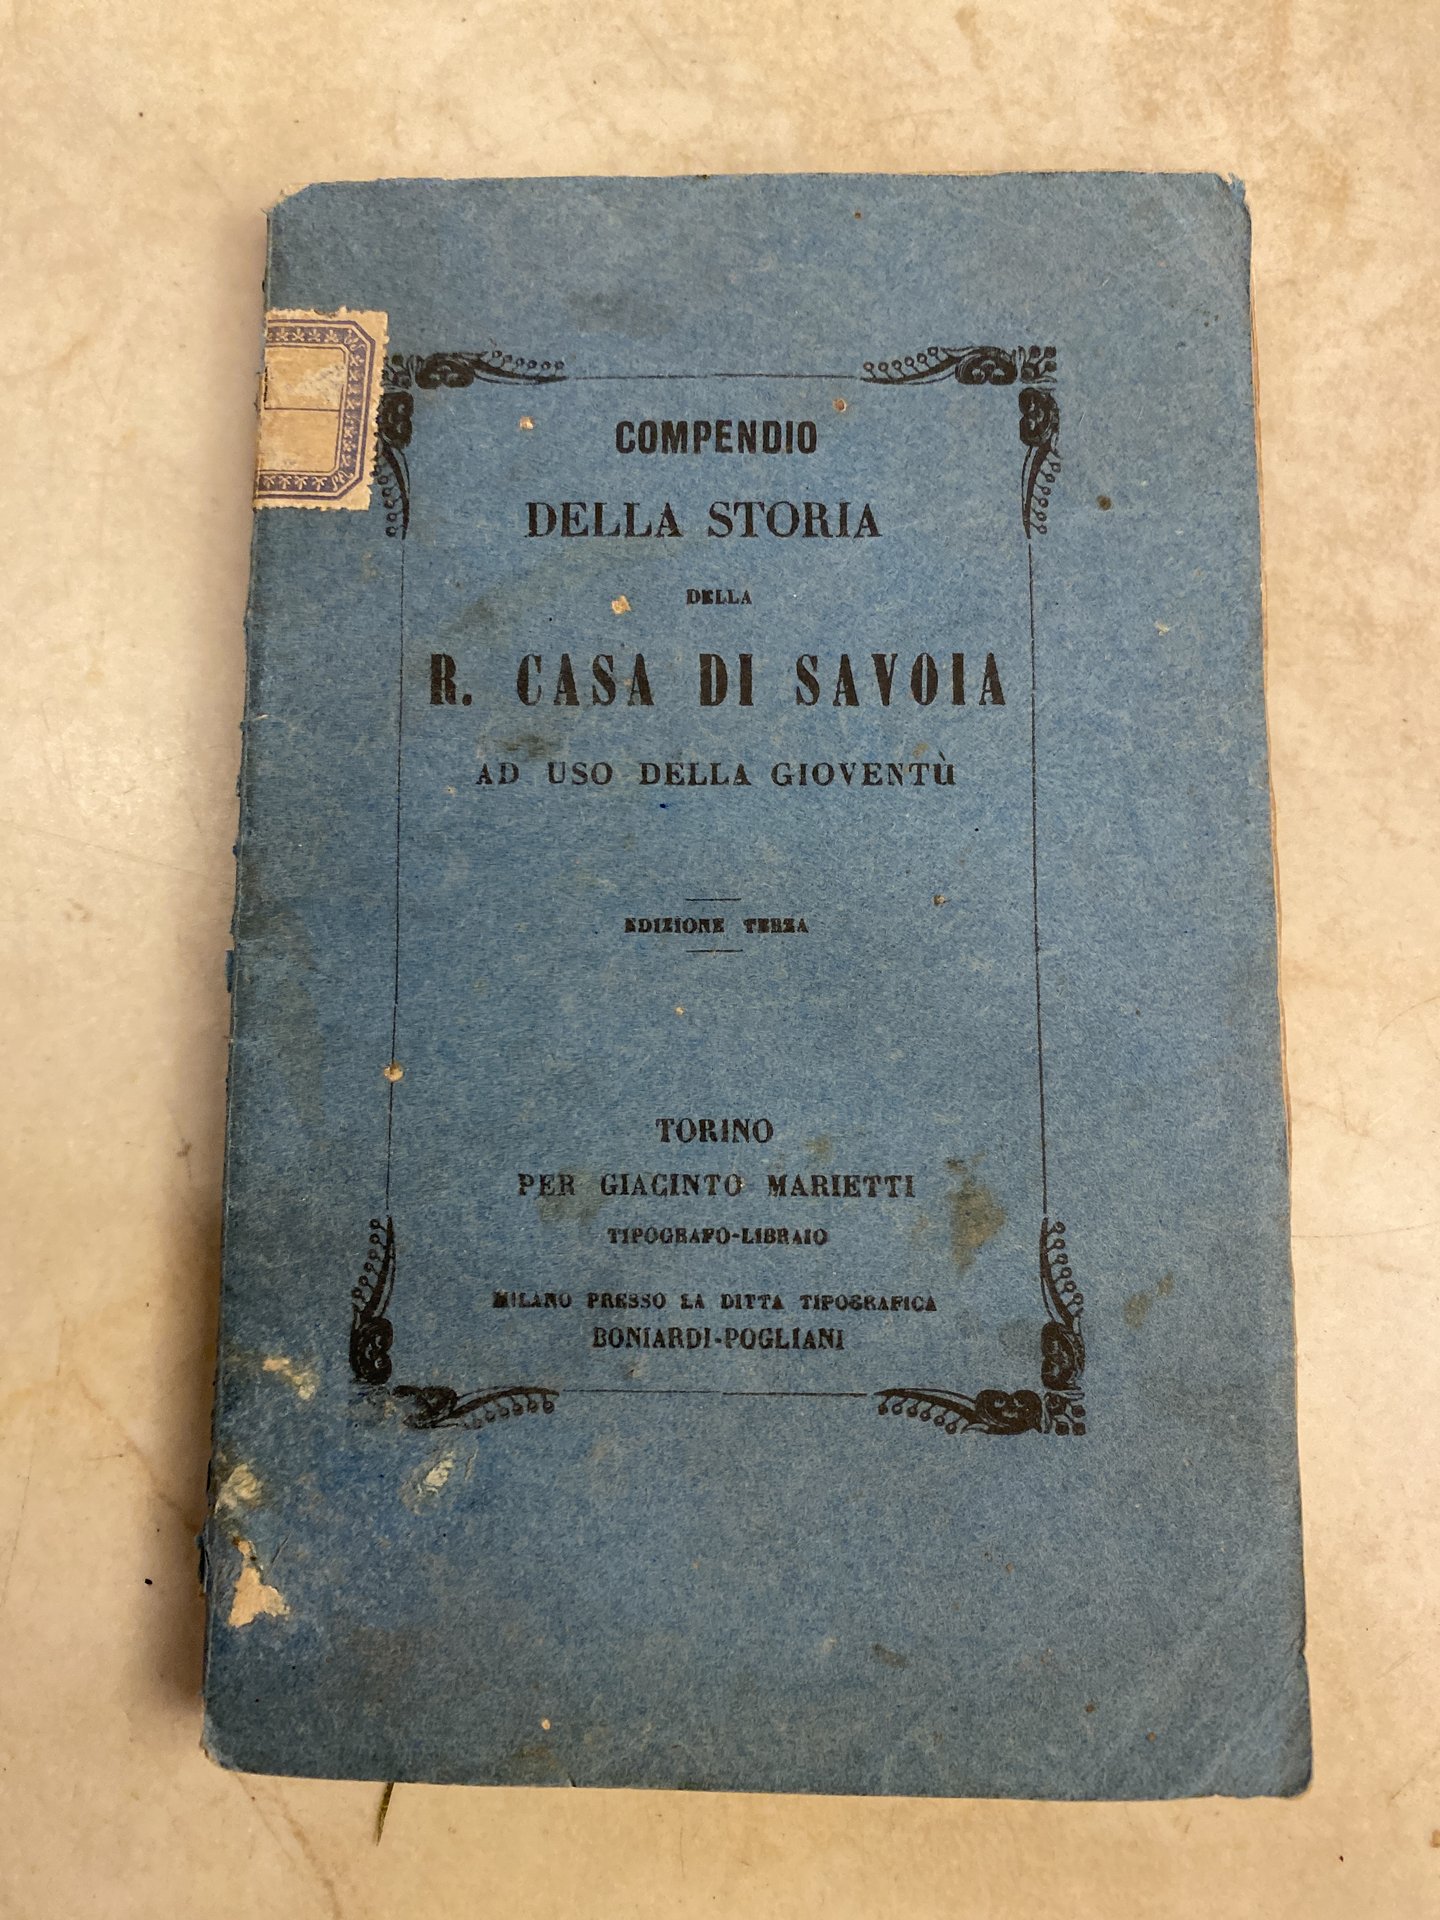 COMPENDIO
DELLA STORIA
DELLA
R. CASA DI SAVOIA
AD USO DELLA GIOVENTÙ
EDIZIONE TERZA
TORINO
PER GIACINTO MARIETTI
TIPOGRAFO-LIBRAIO
MILANO PRESSO LA DITTA TIPOGRAFICA
BONIARDI-POGLIANI